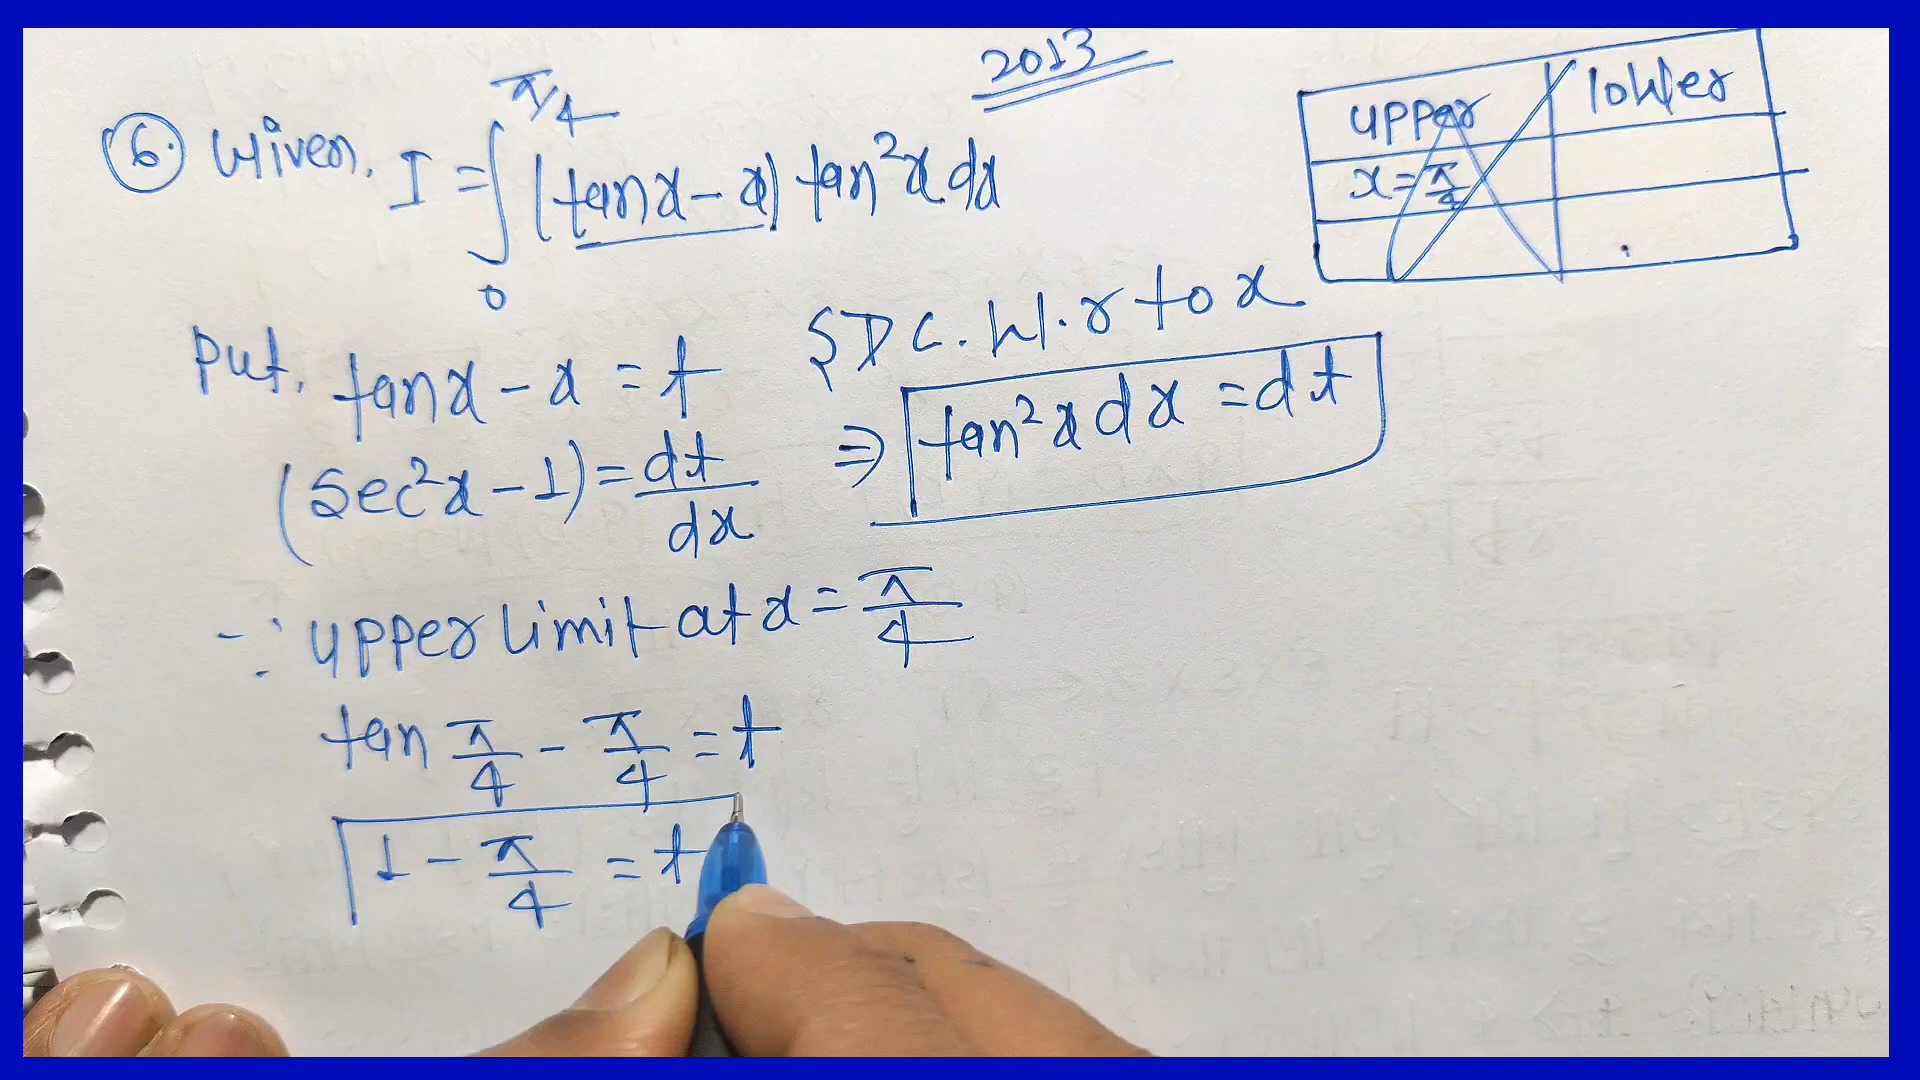 2013
6. Given. I = ∫₀^π/4 (tanx - x) tan²x dx
upper lower
x = π/4
Put. tanx - x = t
SDC. W.r to x
(Sec²x - 1) = dt/dx
⇒ tan²x dx = dt
∵ upper limit at x = π/4
tan π/4 - π/4 = t
1 - π/4 = t